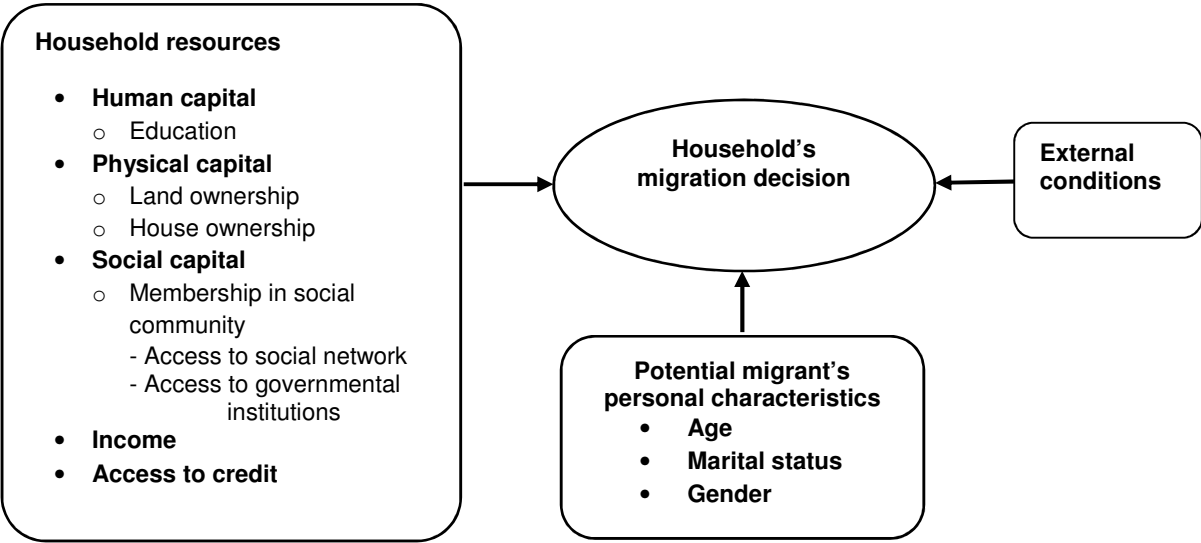 Household resources
• Human capital
o Education
• Physical capital
o Land ownership
o House ownership
• Social capital
o Membership in social
community
- Access to social network
- Access to governmental
institutions
• Income
• Access to credit
Household’s
migration decision
External
conditions
Potential migrant’s
personal characteristics
• Age
• Marital status
• Gender